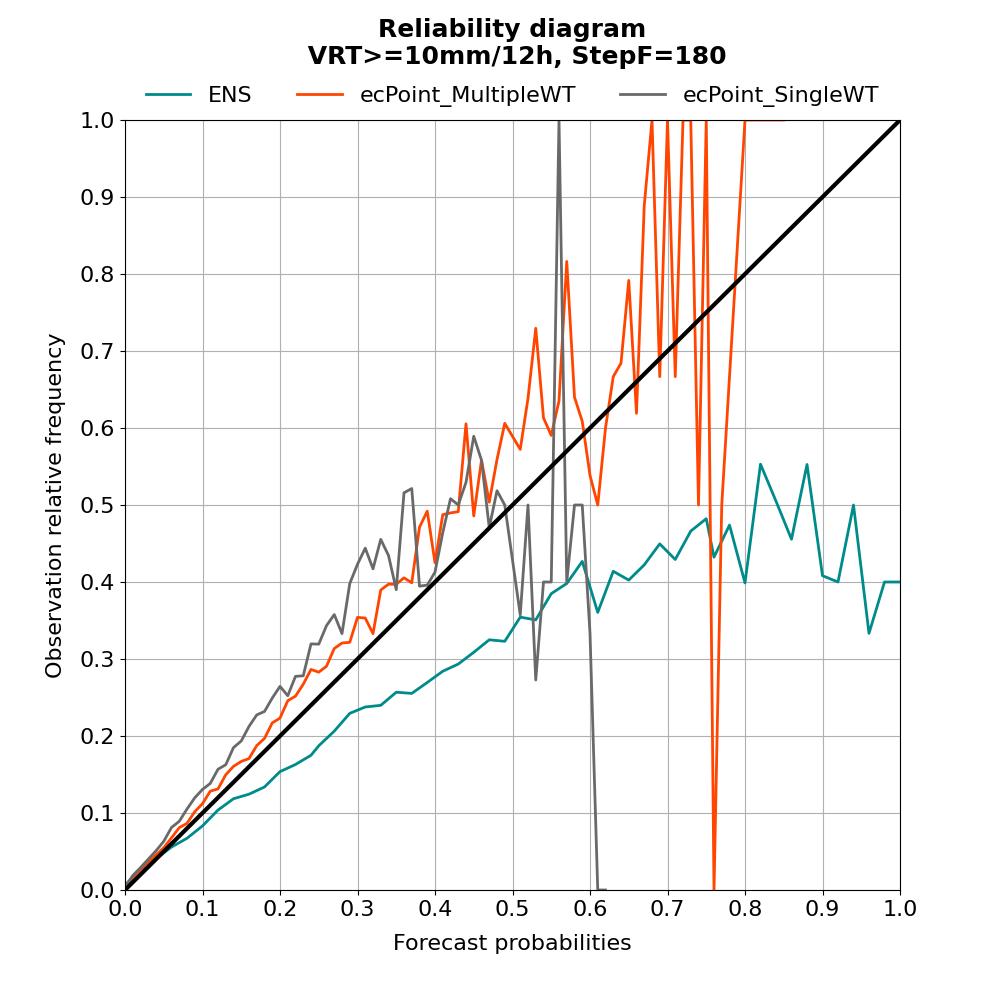 Reliability diagram
VRT>=10mm/12h, StepF=180
ENS ecPoint_MultipleWT ecPoint_SingleWT
1.0
0.9
0.8
0.7
0.6
0.5
0.4
0.3
0.2
0.1
0.0
Observation relative frequency
0.0 0.1 0.2 0.3 0.4 0.5 0.6 0.7 0.8 0.9 1.0
Forecast probabilities